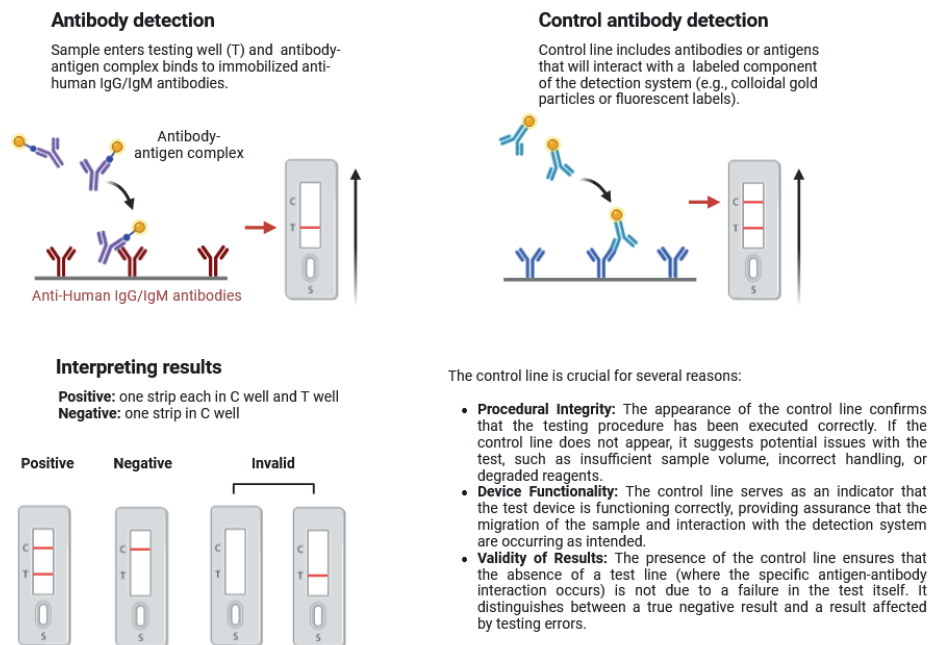 Antibody detection
Sample enters testing well (T) and antibody-
antigen complex binds to immobilized anti-
human IgG/IgM antibodies.
Antibody-
antigen complex
C
T
S
Anti-Human IgG/IgM antibodies
Control antibody detection
Control line includes antibodies or antigens
that will interact with a labeled component
of the detection system (e.g., colloidal gold
particles or fluorescent labels).
C
T
S
Interpreting results
Positive: one strip each in C well and T well
Negative: one strip in C well
Positive
Negative
Invalid
C
T
S
C
T
S
C
T
S
C
T
S
The control line is crucial for several reasons:
• Procedural Integrity: The appearance of the control line confirms
that the testing procedure has been executed correctly. If the
control line does not appear, it suggests potential issues with the
test, such as insufficient sample volume, incorrect handling, or
degraded reagents.
• Device Functionality: The control line serves as an indicator that
the test device is functioning correctly, providing assurance that the
migration of the sample and interaction with the detection system
are occurring as intended.
• Validity of Results: The presence of the control line ensures that
the absence of a test line (where the specific antigen-antibody
interaction occurs) is not due to a failure in the test itself. It
distinguishes between a true negative result and a result affected
by testing errors.